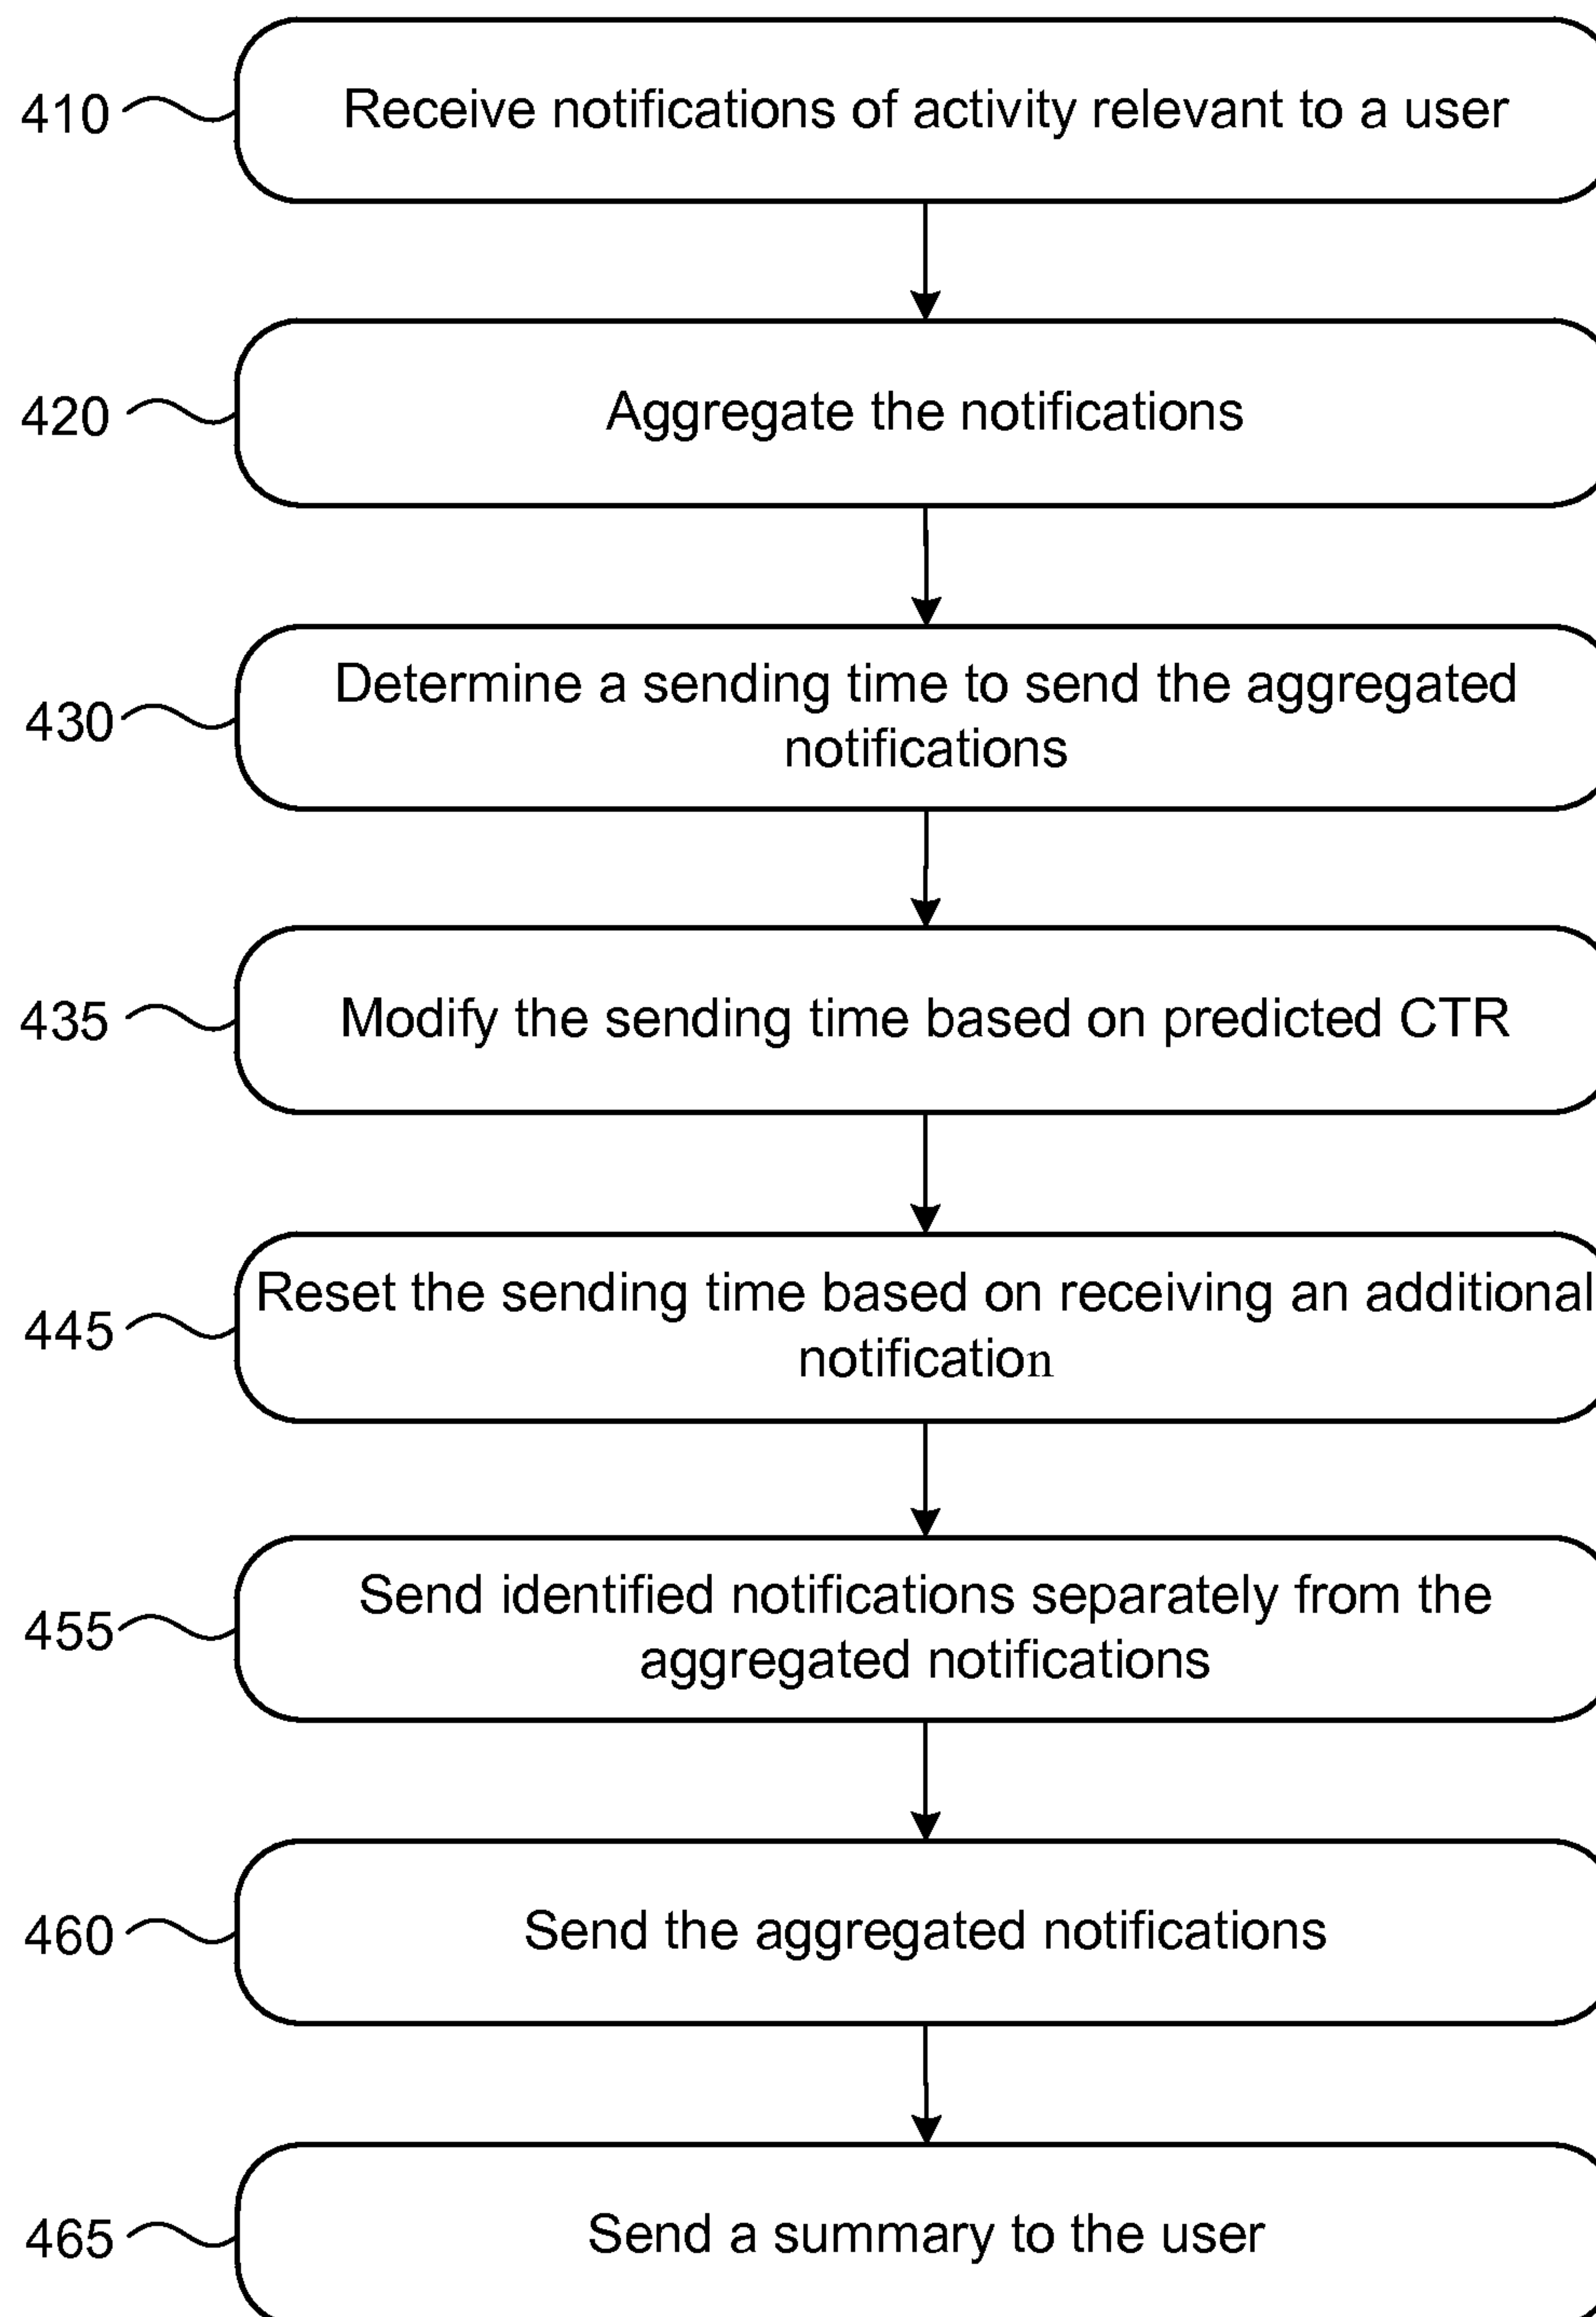 410
Receive notifications of activity relevant to a user
420
Aggregate the notifications
430
Determine a sending time to send the aggregated
notifications
435
Modify the sending time based on predicted CTR
445
Reset the sending time based on receiving an additional
notification
455
Send identified notifications separately from the
aggregated notifications
460
Send the aggregated notifications
465
Send a summary to the user